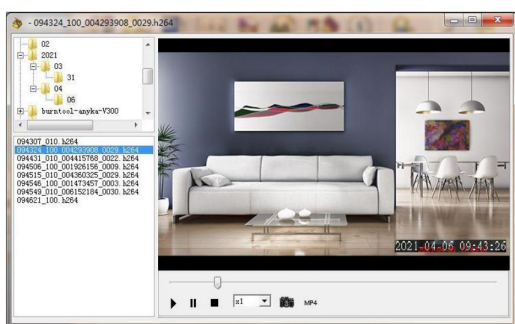 - 094324_100_004293908_0029.h264
02
2021
03
31
04
06
burntool-anyka-V300
094307_010.h264
094324_100_004293908_0029.h264
094431_010_004415768_0022.h264
094506_100_001926156_0009.h264
094515_010_004360325_0029.h264
094546_100_001473457_0003.h264
094549_010_006152184_0030.h264
094621_100.h264
2021-04-06 09:43:26
x1
MP4